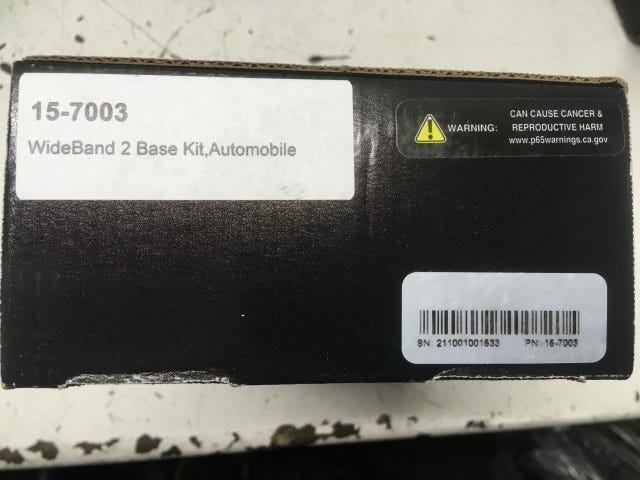 15-7003
WideBand 2 Base Kit,Automobile
WARNING:
CAN CAUSE CANCER &
REPRODUCTIVE HARM
www.p65warnings.ca.gov
SN: 211001001533 PN: 15-7003